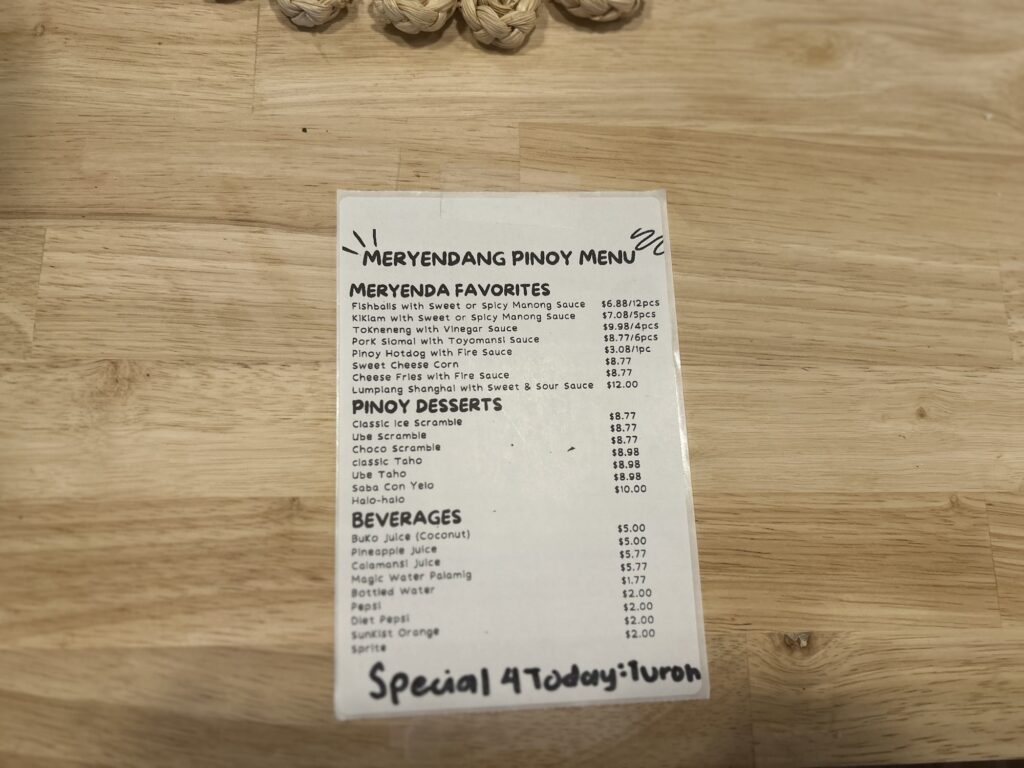 MERYENDANG PINOY MENU
MERYENDA FAVORITES
Fishballs with Sweet or Spicy Manong Sauce $6.88/12pcs
Kikiam with Sweet or Spicy Manong Sauce $7.08/5pcs
Tokneneng with Vinegar Sauce $9.98/4pcs
Pork Siomai with Toyomansi Sauce $8.77/6pcs
Pinoy Hotdog with Fire Sauce $3.08/1pc
Sweet Cheese Corn $8.77
Cheese Fries with Fire Sauce $8.77
Lumpiang Shanghai with Sweet & Sour Sauce $12.00
PINOY DESSERTS
Classic Ice Scramble $8.77
Ube Scramble $8.77
Choco Scramble $8.77
classic Taho $8.98
Ube Taho $8.98
Saba Con Yelo $8.98
Halo-halo $10.00
BEVERAGES
Buko Juice (Coconut) $5.00
Pineapple Juice $5.00
Calamansi Juice $5.77
Magic Water Palamig $5.77
Bottled Water $1.77
Pepsi $2.00
Diet Pepsi $2.00
Sunkist Orange $2.00
Sprite $2.00
Special 4 Today: Turon